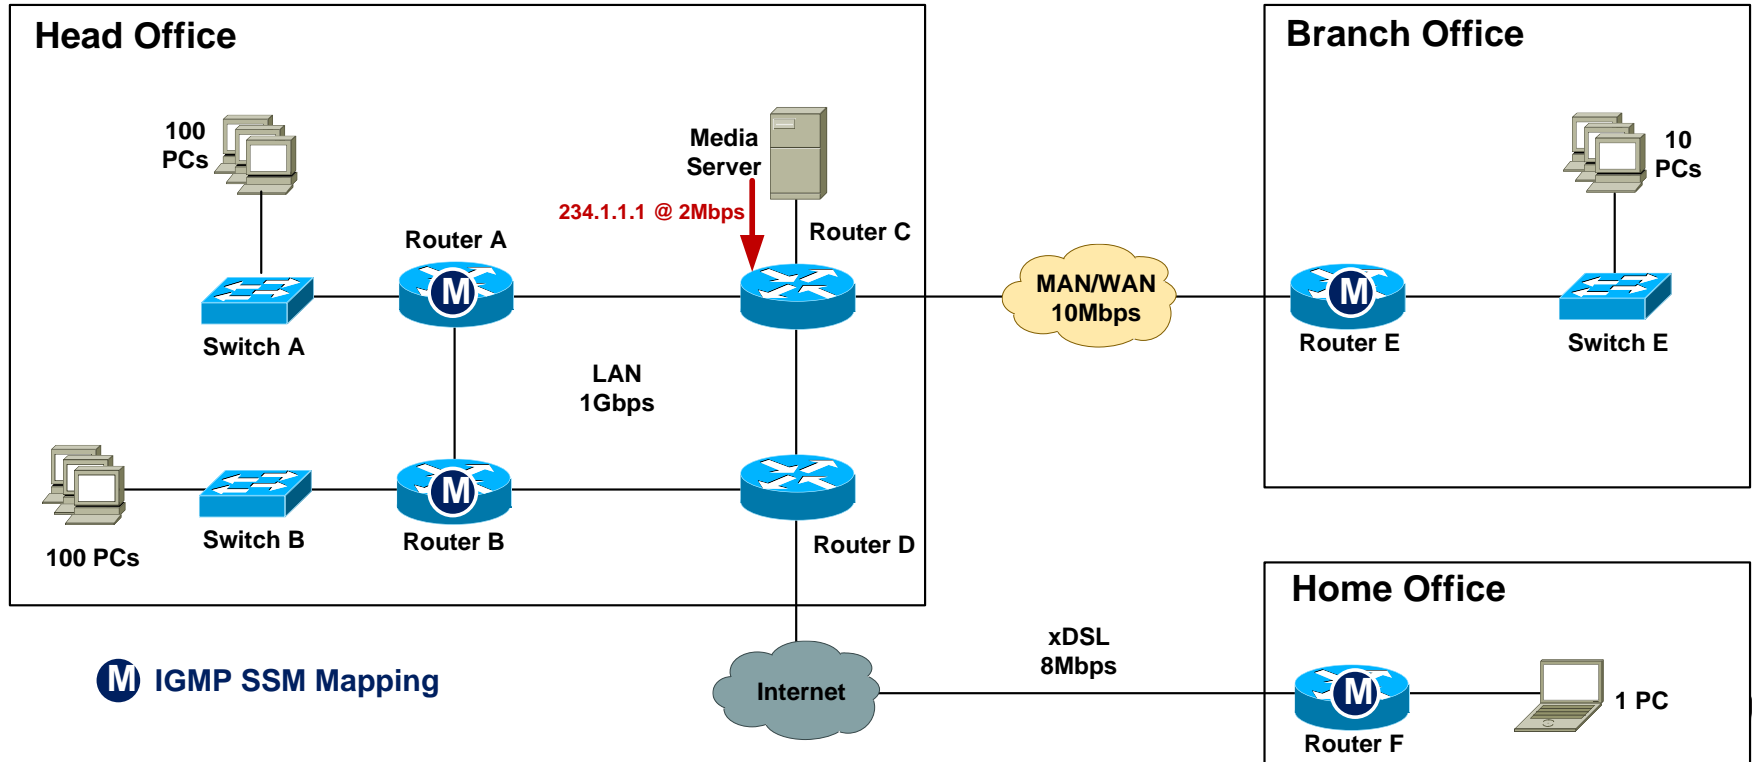 Head Office
Branch Office
100
PCs
Media
Server
10
PCs
234.1.1.1 @ 2Mbps
Router A
Router C
M
MAN/WAN
10Mbps
M
Switch A
Router E
Switch E
LAN
1Gbps
M
100 PCs
Switch B
Router B
Router D
Home Office
xDSL
8Mbps
M IGMP SSM Mapping
Internet
M
1 PC
Router F